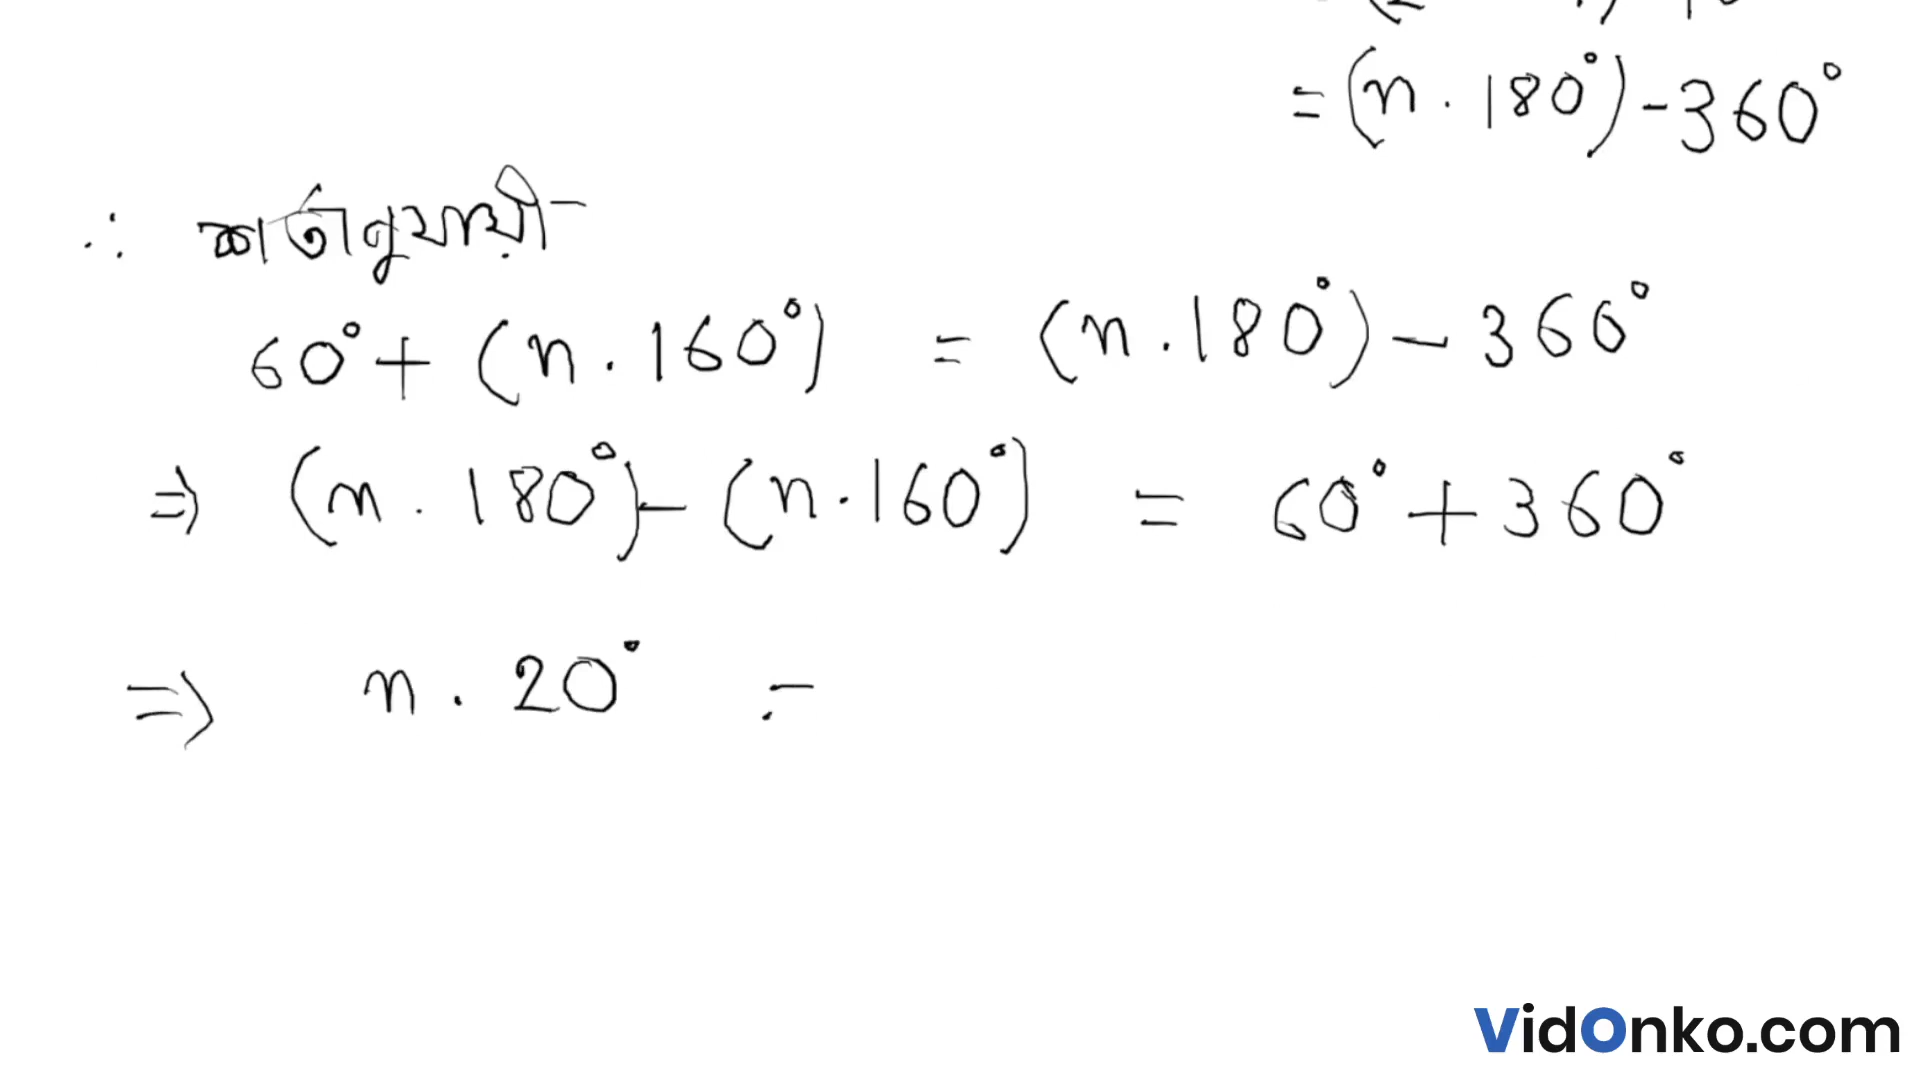 = (n . 180°) - 360°
∴ শর্তানুযায়ী -
60° + (n . 160°) = (n . 180°) - 360°
⇒ (n . 180°) - (n . 160°) = 60° + 360°
⇒ n . 20° =
VidOnko.com